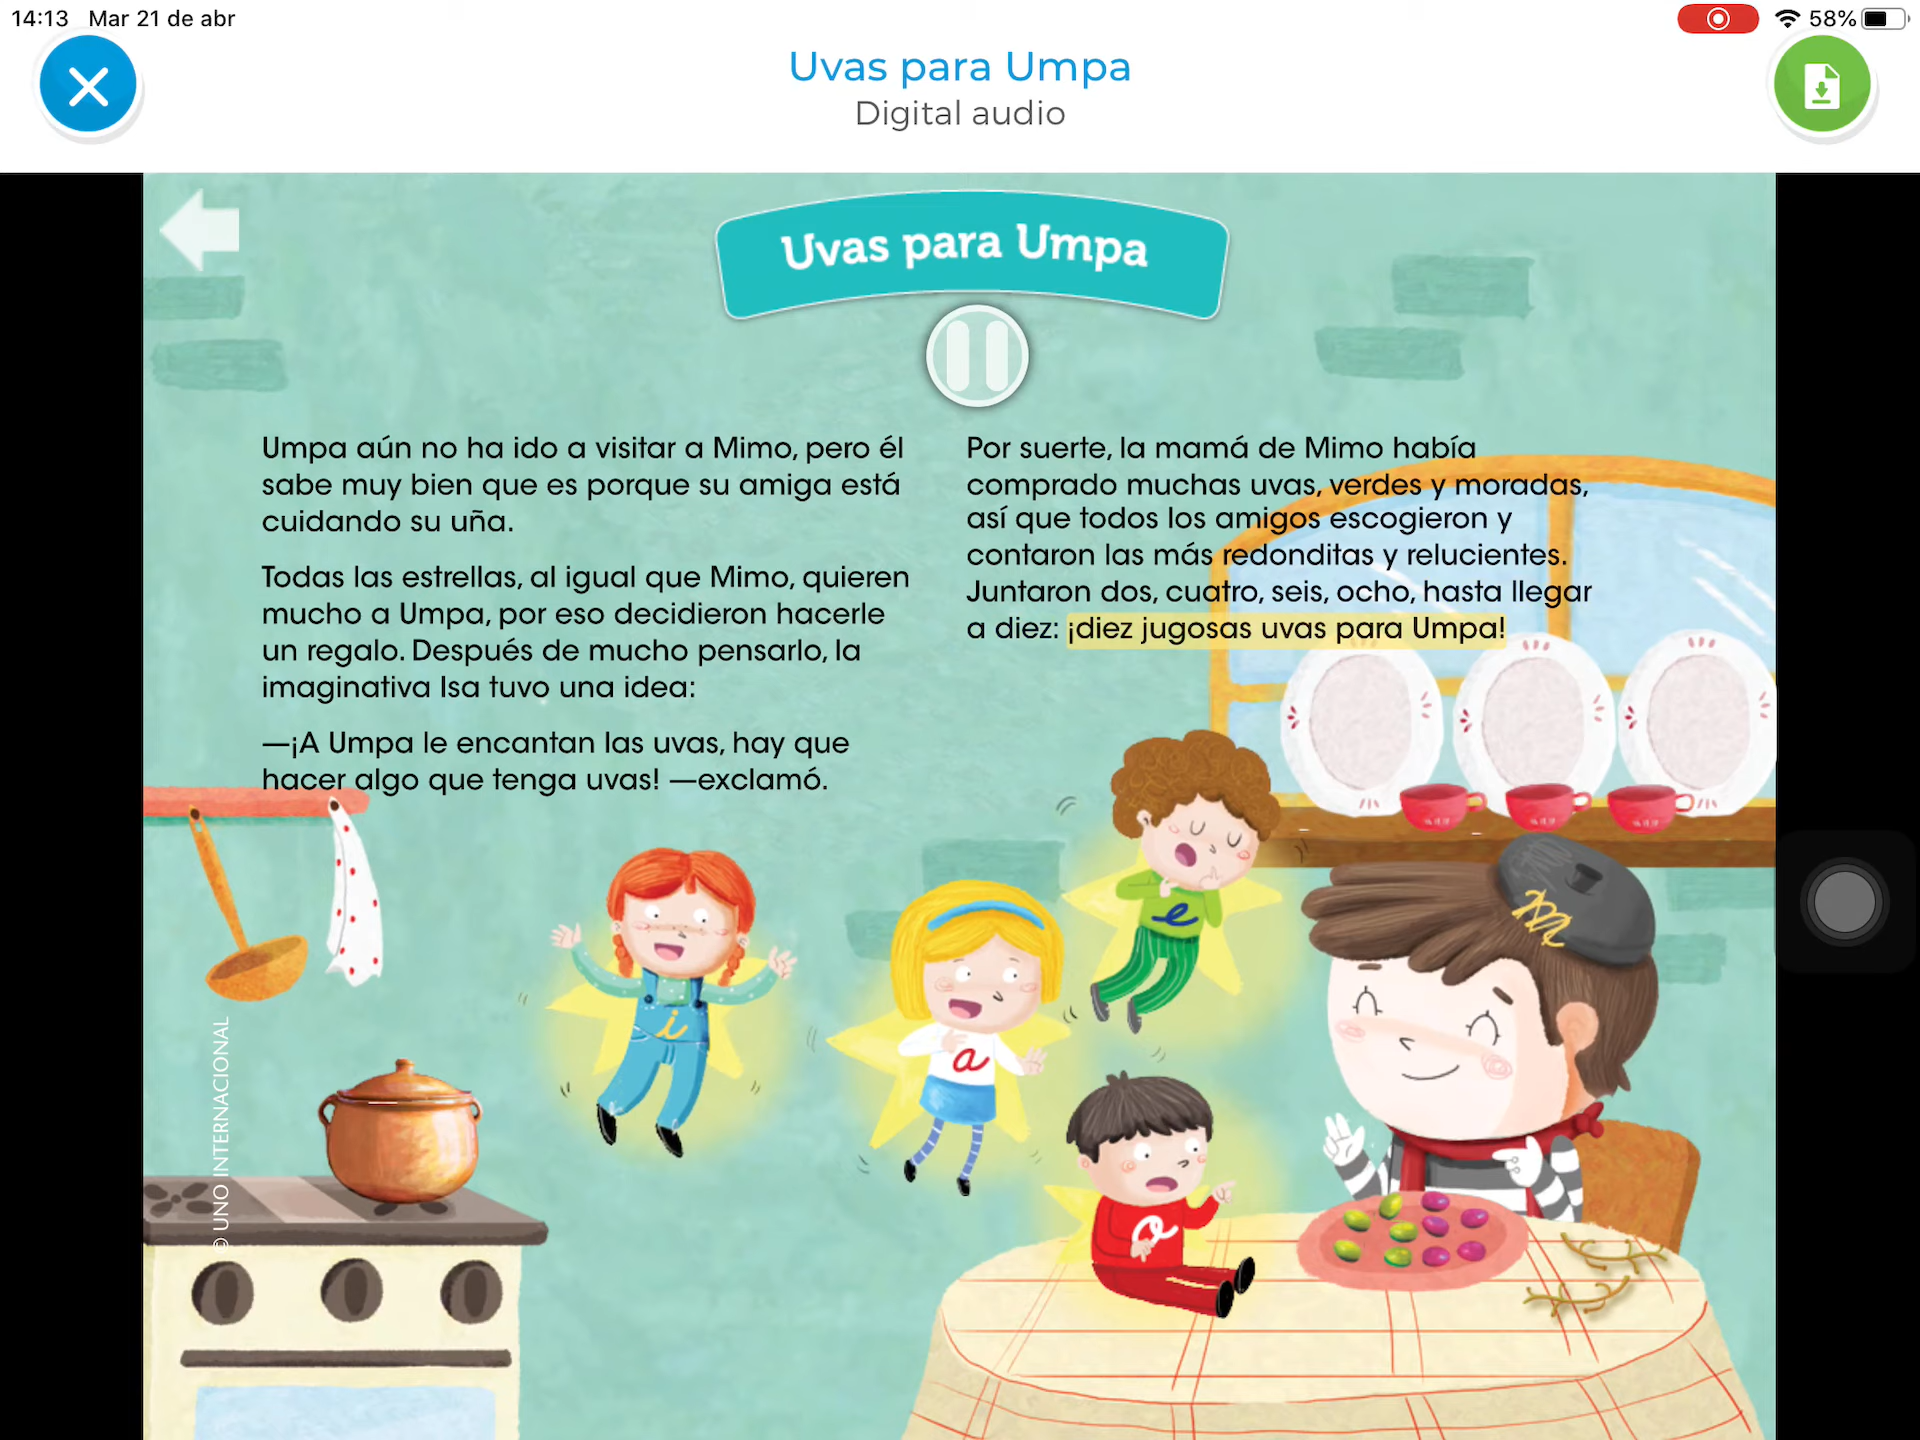 14:13 Mar 21 de abr
58%
Uvas para Umpa
Digital audio
Uvas para Umpa
Umpa aún no ha ido a visitar a Mimo, pero él
sabe muy bien que es porque su amiga está
cuidando su uña.
Todas las estrellas, al igual que Mimo, quieren
mucho a Umpa, por eso decidieron hacerle
un regalo. Después de mucho pensarlo, la
imaginativa Isa tuvo una idea:
—¡A Umpa le encantan las uvas, hay que
hacer algo que tenga uvas! —exclamó.
Por suerte, la mamá de Mimo había
comprado muchas uvas, verdes y moradas,
así que todos los amigos escogieron y
contaron las más redonditas y relucientes.
Juntaron dos, cuatro, seis, ocho, hasta llegar
a diez: ¡diez jugosas uvas para Umpa!
e
i
a
o
m
© UNO INTERNACIONAL